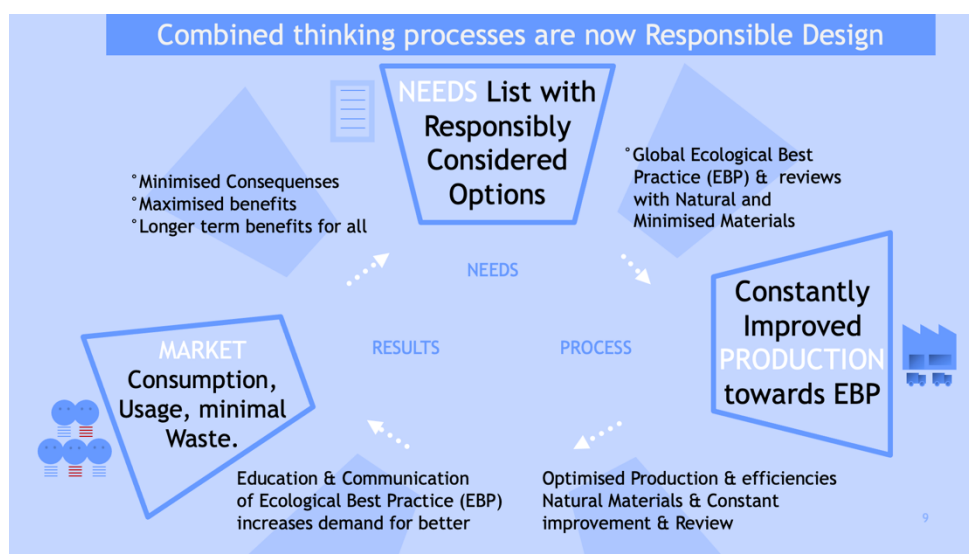 Combined thinking processes are now Responsible Design
NEEDS List with
Responsibly
Considered
Options
°Minimised Consequenses
°Maximised benefits
°Longer term benefits for all
°Global Ecological Best
Practice (EBP) & reviews
with Natural and
Minimised Materials
NEEDS
Constantly
Improved
PRODUCTION
towards EBP
MARKET
Consumption,
Usage, minimal
Waste.
RESULTS
PROCESS
Education & Communication
of Ecological Best Practice (EBP)
increases demand for better
Optimised Production & efficiencies
Natural Materials & Constant
improvement & Review
9